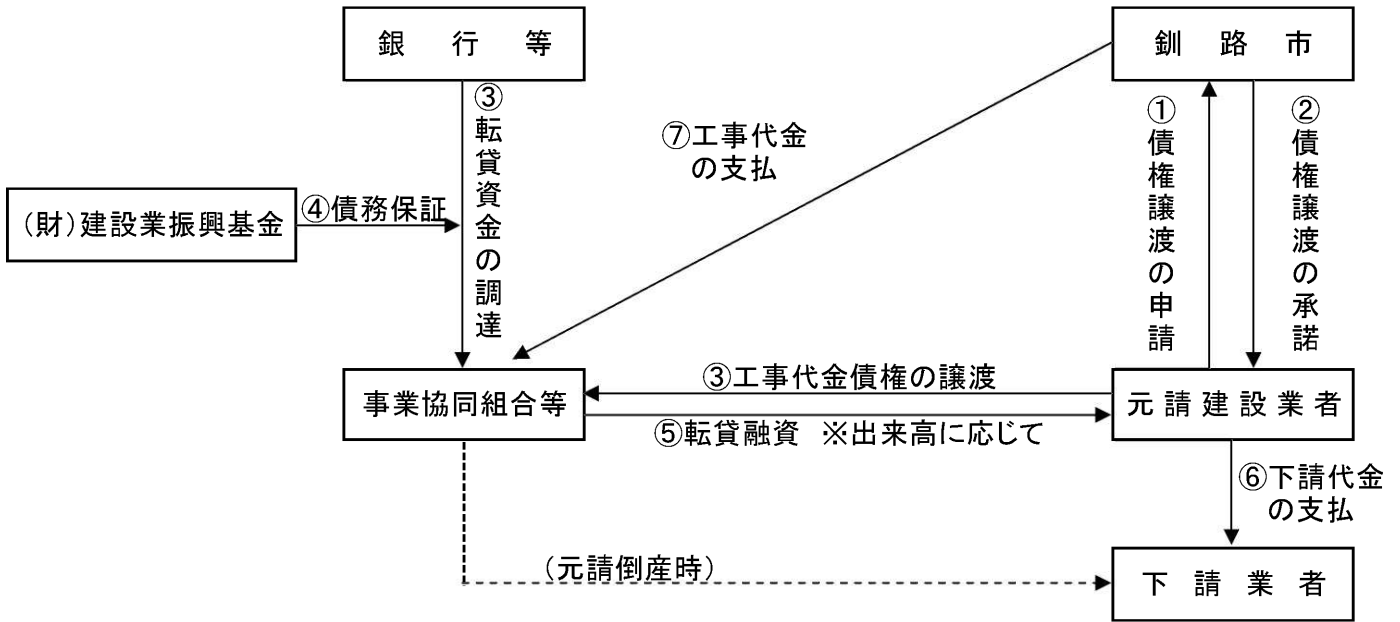 銀行等
釧路市
③転貸資金の調達
①債権譲渡の申請
②債権譲渡の承諾
⑦工事代金
の支払
(財)建設業振興基金
④債務保証
③工事代金債権の譲渡
事業協同組合等
元請建設業者
⑤転貸融資 ※出来高に応じて
⑥下請代金
の支払
(元請倒産時)
下請業者